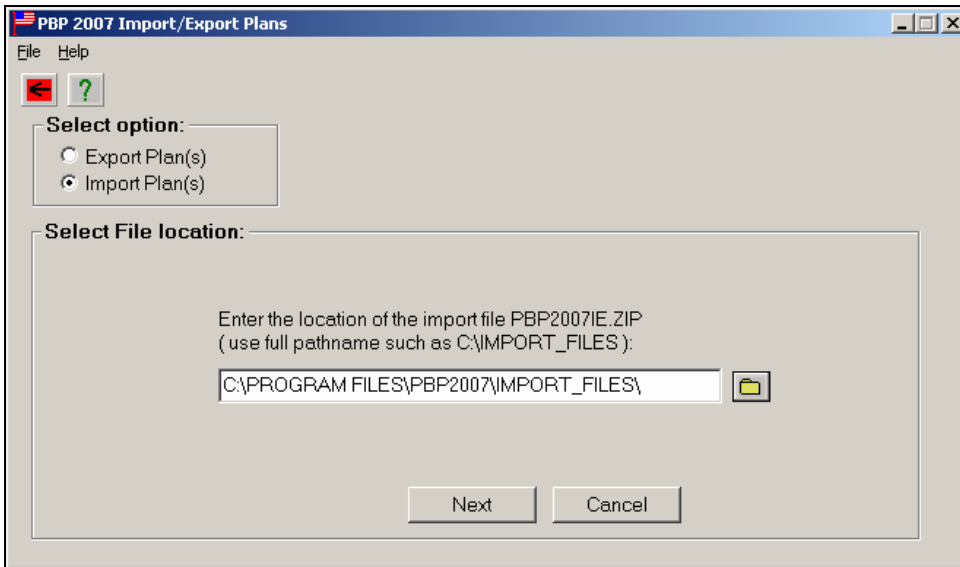 PBP 2007 Import/Export Plans
File Help
?
Select option:
Export Plan(s)
Import Plan(s)
Select File location:
Enter the location of the import file PBP2007IE.ZIP
( use full pathname such as C:\IMPORT_FILES ):
C:\PROGRAM FILES\PBP2007\IMPORT_FILES\
Next Cancel